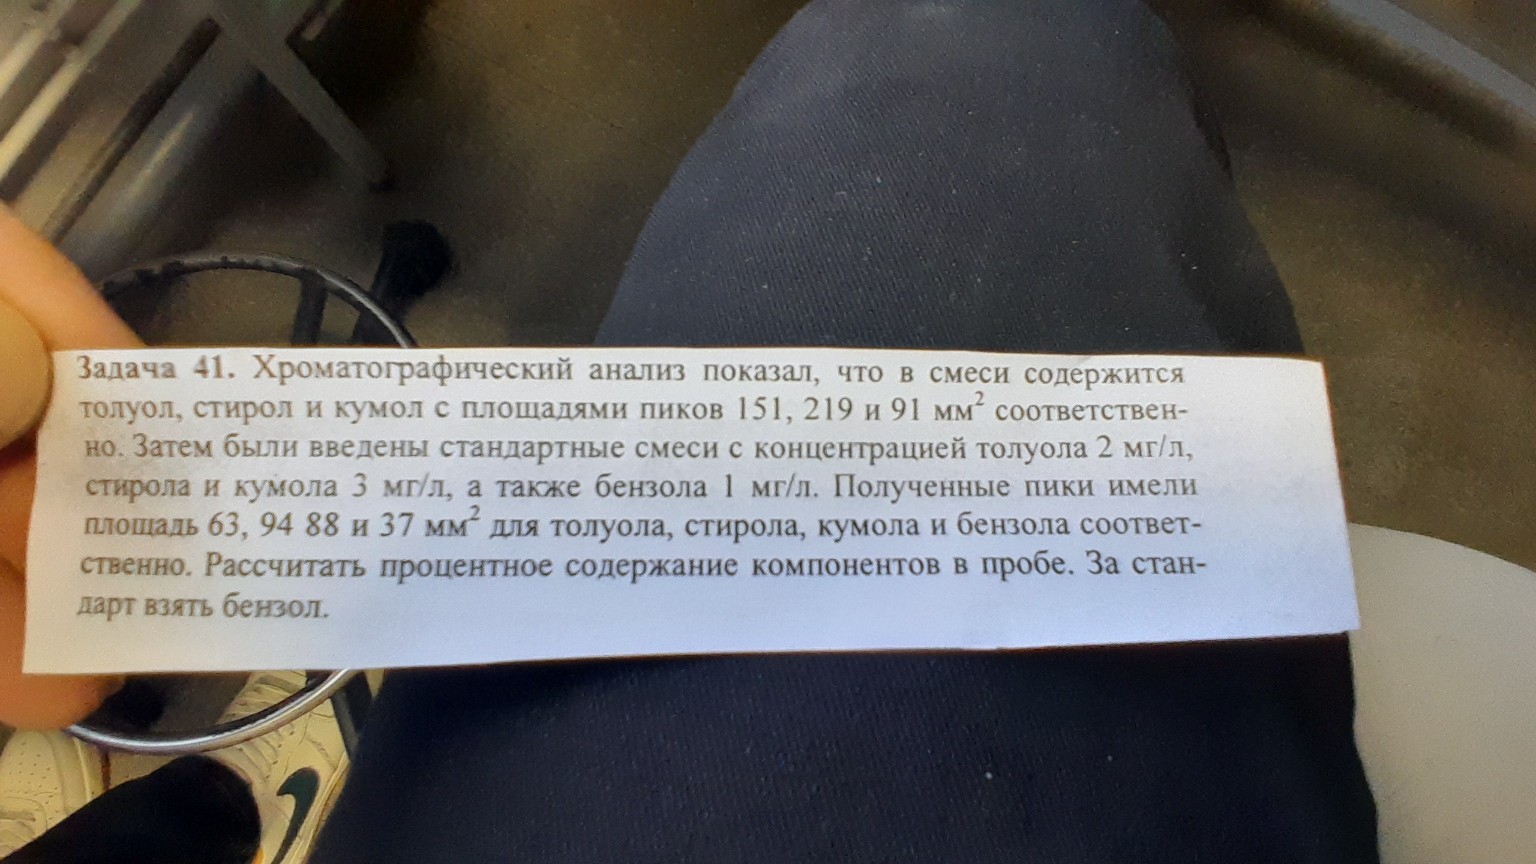 Задача 41. Хроматографический анализ показал, что в смеси содержится
толуол, стирол и кумол с площадями пиков 151, 219 и 91 мм² соответствен-
но. Затем были введены стандартные смеси с концентрацией толуола 2 мг/л,
стирола и кумола 3 мг/л, а также бензола 1 мг/л. Полученные пики имели
площадь 63, 94 88 и 37 мм² для толуола, стирола, кумола и бензола соответ-
ственно. Рассчитать процентное содержание компонентов в пробе. За стан-
дарт взять бензол.